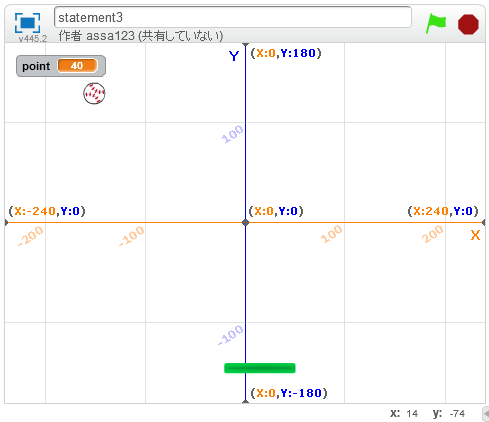 statement3
v445.2
作者 assa123 (共有していない)
point 40
Y
(X:0,Y:180)
100
(X:-240,Y:0)
(X:0,Y:0)
(X:240,Y:0)
-200
-100
100
200
X
-100
(X:0,Y:-180)
x: 14 y: -74